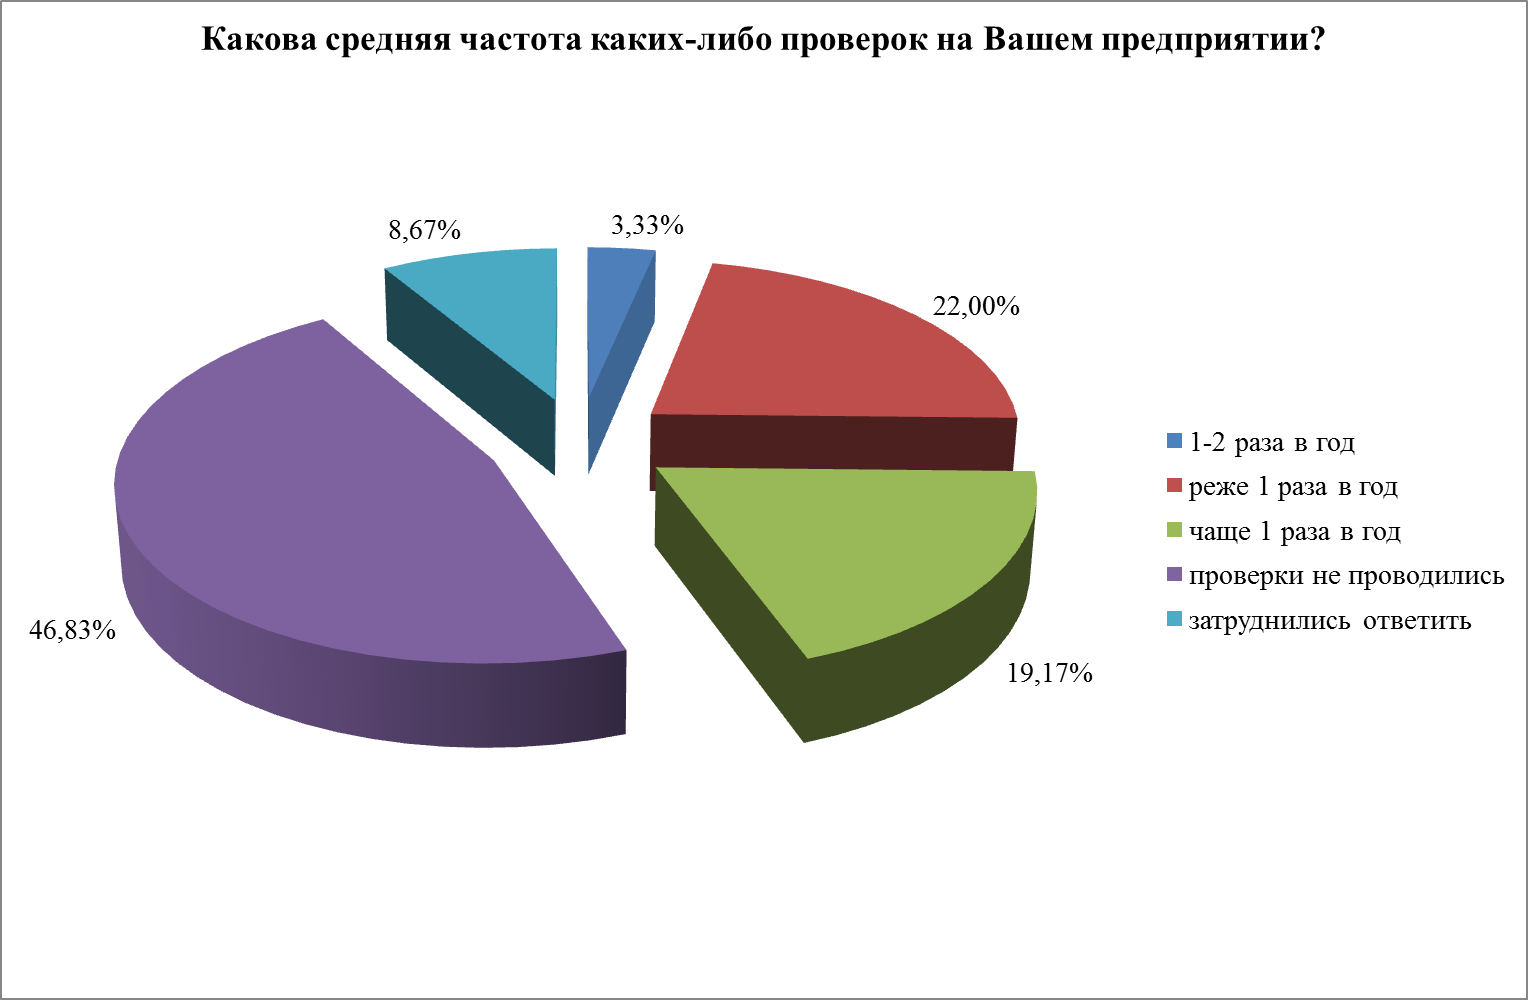 Какова средняя частота каких-либо проверок на Вашем предприятии?
8,67%
3,33%
22,00%
46,83%
19,17%
1-2 раза в год
реже 1 раза в год
чаще 1 раза в год
проверки не проводились
затруднились ответить